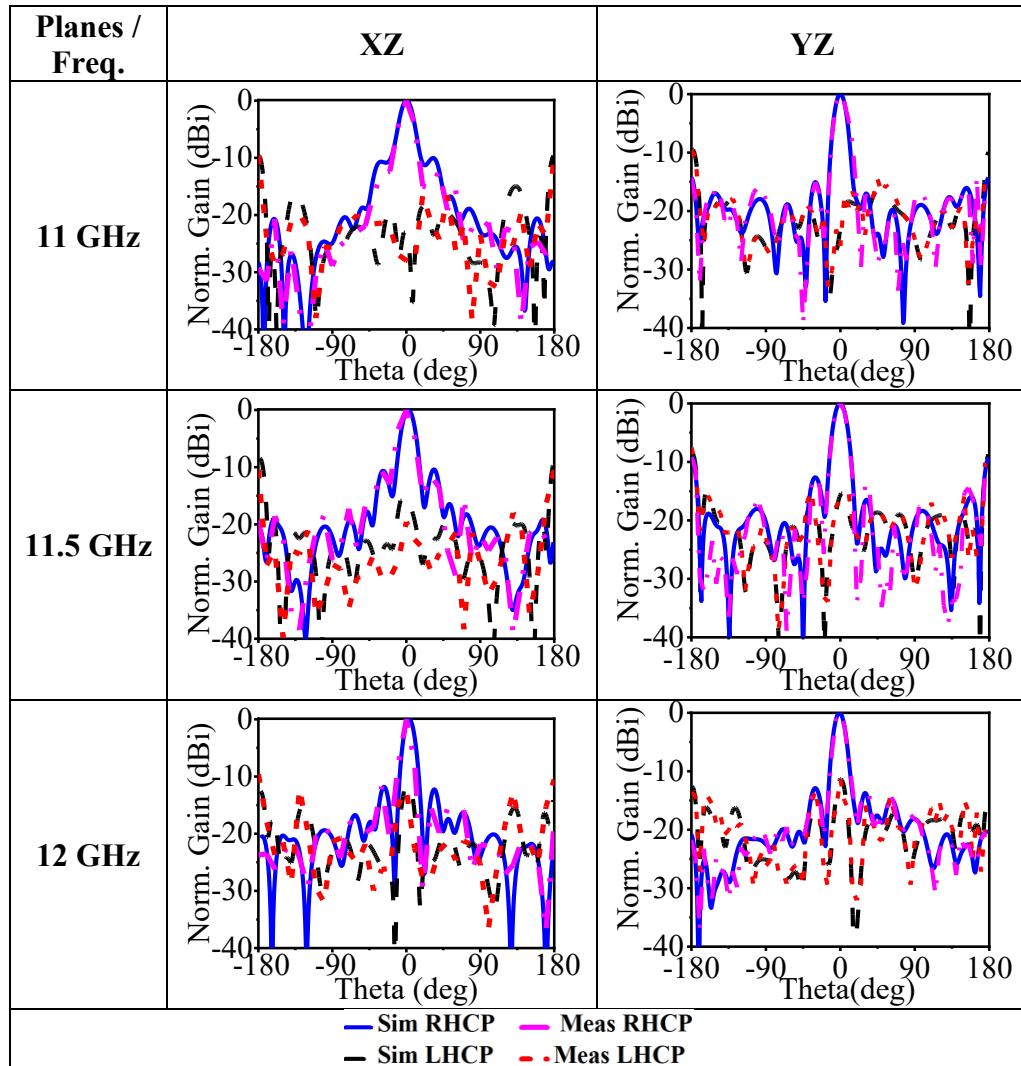 Planes /
Freq.
XZ
YZ
11 GHz
Norm. Gain (dBi)
0
-10
-20
-30
-40
-180 -90 0 90 180
Theta (deg)
Norm. Gain (dBi)
0
-10
-20
-30
-40
-180 -90 0 90 180
Theta(deg)
11.5 GHz
Norm. Gain (dBi)
0
-10
-20
-30
-40
-180 -90 0 90 180
Theta (deg)
Norm. Gain (dBi)
0
-10
-20
-30
-40
-180 -90 0 90 180
Theta(deg)
12 GHz
Norm. Gain (dBi)
0
-10
-20
-30
-40
-180 -90 0 90 180
Theta (deg)
Norm. Gain (dBi)
0
-10
-20
-30
-40
-180 -90 0 90 180
Theta(deg)
Sim RHCP Meas RHCP
Sim LHCP Meas LHCP